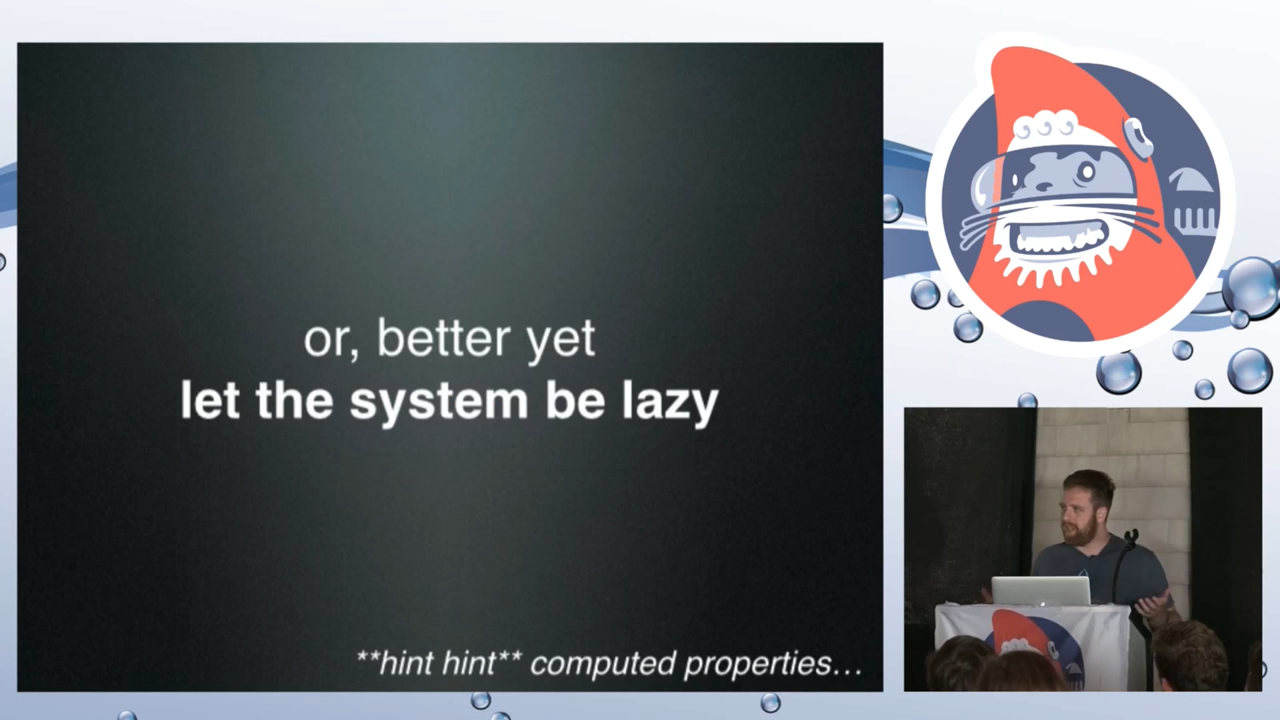 or, better yet
let the system be lazy
**hint hint** computed properties…